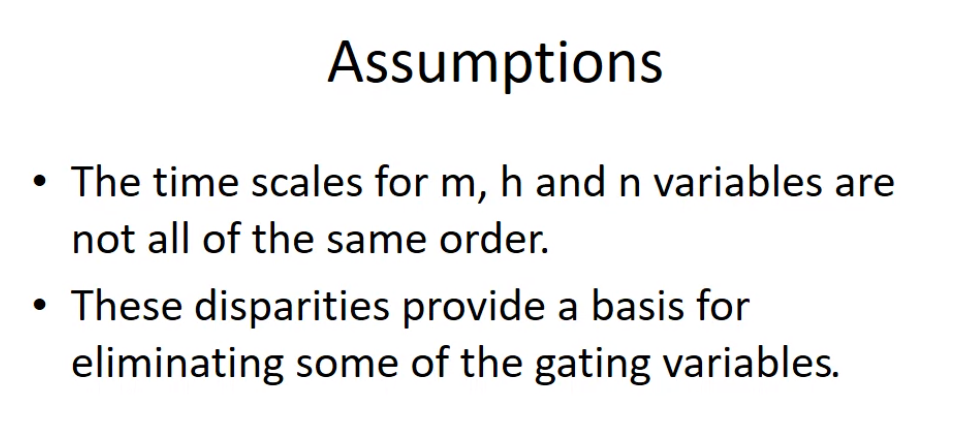 Assumptions
• The time scales for m, h and n variables are
not all of the same order.
• These disparities provide a basis for
eliminating some of the gating variables.